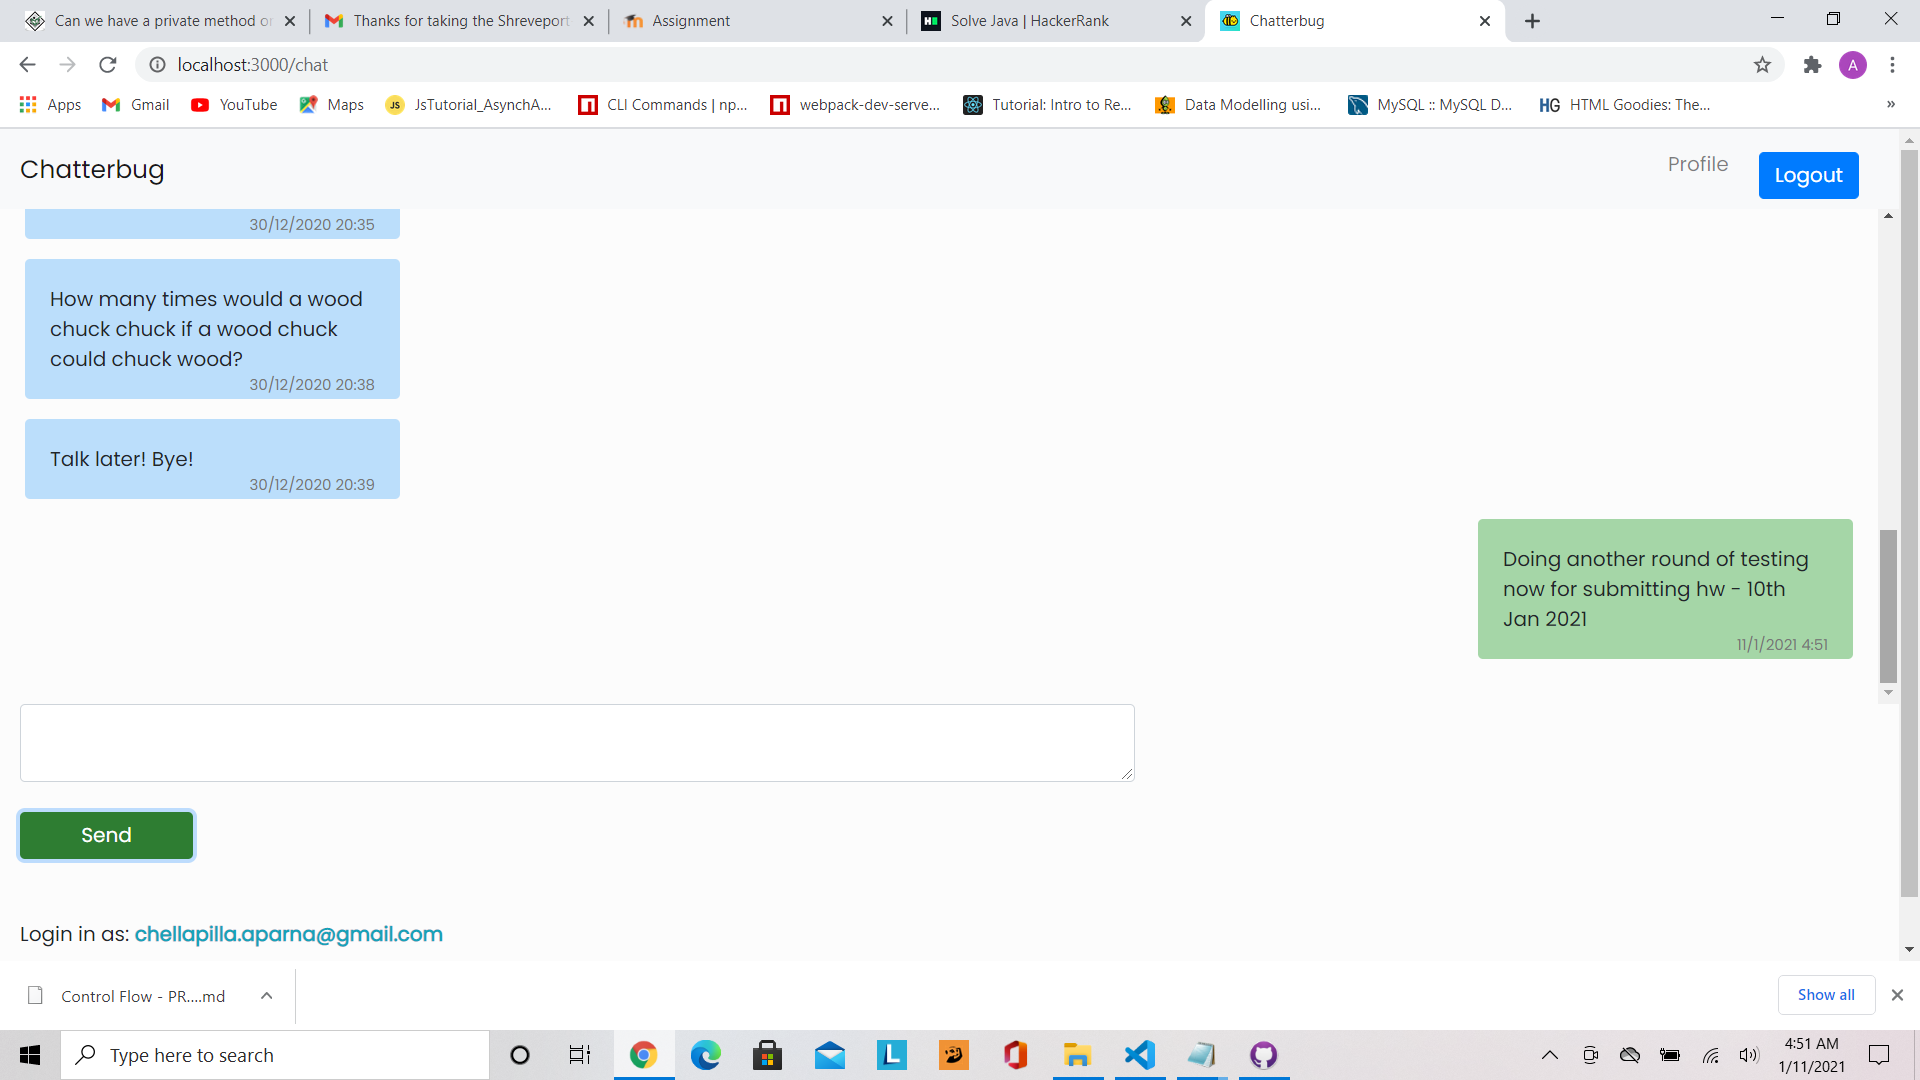 Can we have a private method or
Thanks for taking the Shreveport
Assignment
Solve Java | HackerRank
Chatterbug
localhost:3000/chat
A
Apps
Gmail
YouTube
Maps
JS
JsTutorial_AsynchA...
CLI Commands | np...
webpack-dev-serve...
Tutorial: Intro to Re...
Data Modelling usi...
MySQL :: MySQL D...
HG
HTML Goodies: The...
»
Chatterbug
Profile
Logout
30/12/2020 20:35
How many times would a wood
chuck chuck if a wood chuck
could chuck wood?
30/12/2020 20:38
Talk later! Bye!
30/12/2020 20:39
Doing another round of testing
now for submitting hw - 10th
Jan 2021
11/1/2021 4:51
Send
Login in as: chellapilla.aparna@gmail.com
Control Flow - PR....md
Show all
Type here to search
L
4:51 AM
1/11/2021